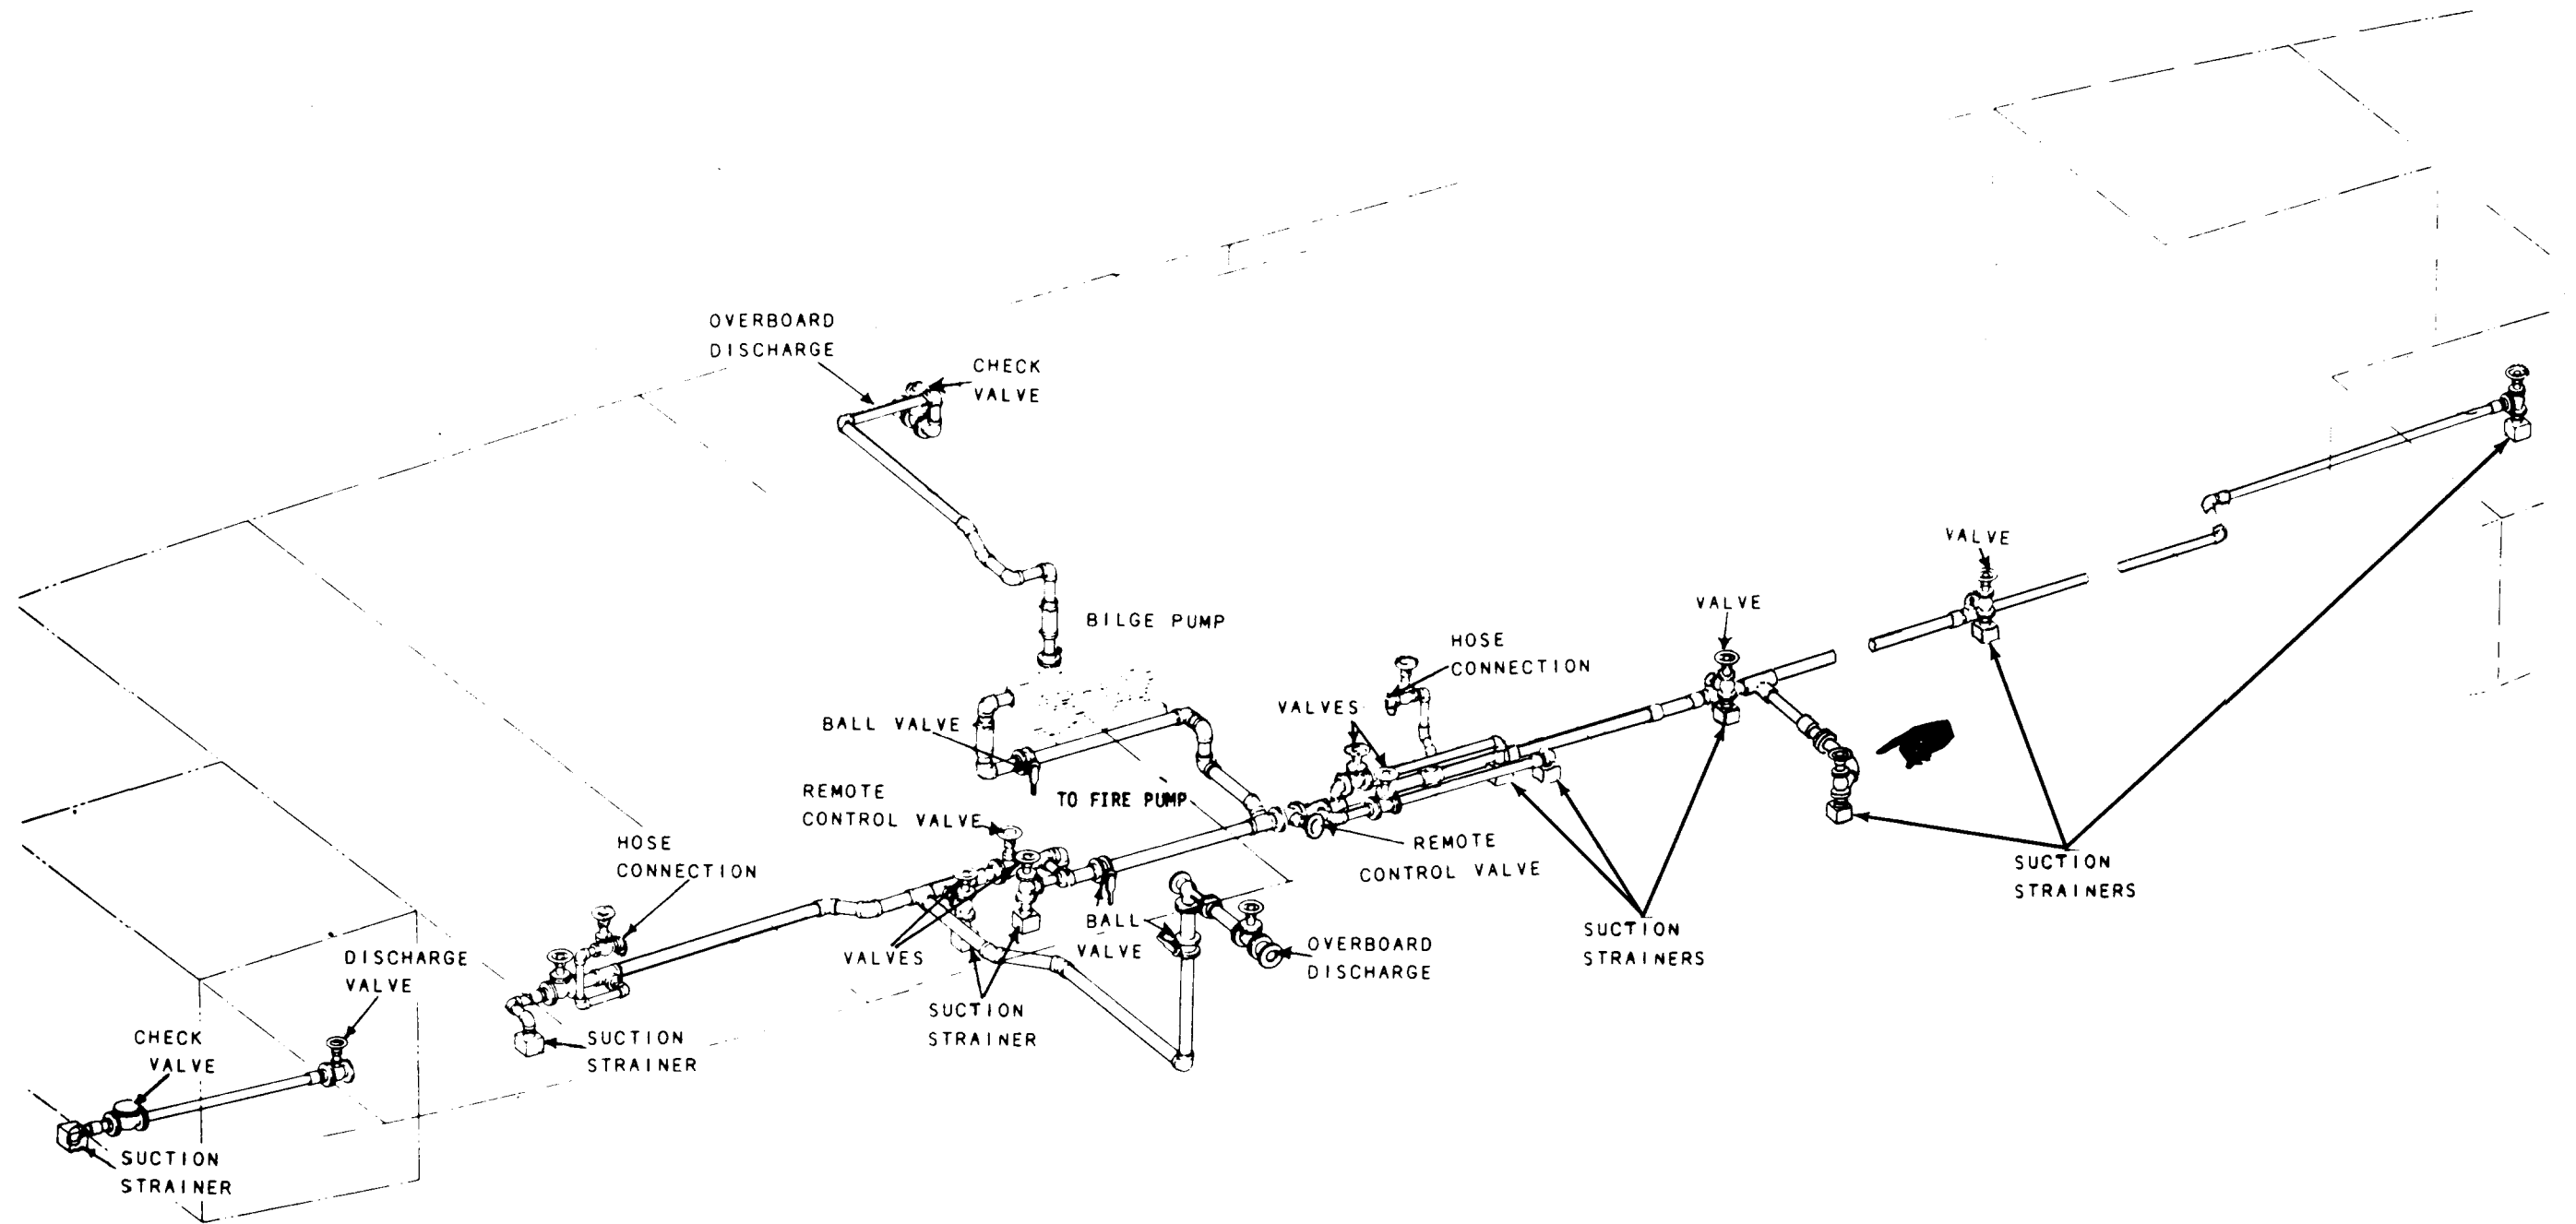 OVERBOARD
DISCHARGE
CHECK
VALVE
BILGE PUMP
VALVE
VALVE
HOSE
CONNECTION
VALVES
BALL VALVE
TO FIRE PUMP
REMOTE
CONTROL VALVE
HOSE
CONNECTION
REMOTE
CONTROL VALVE
SUCTION
STRAINERS
BALL
VALVE
VALVES
OVERBOARD
DISCHARGE
SUCTION
STRAINERS
DISCHARGE
VALVE
SUCTION
STRAINER
SUCTION
STRAINER
CHECK
VALVE
SUCTION
STRAINER